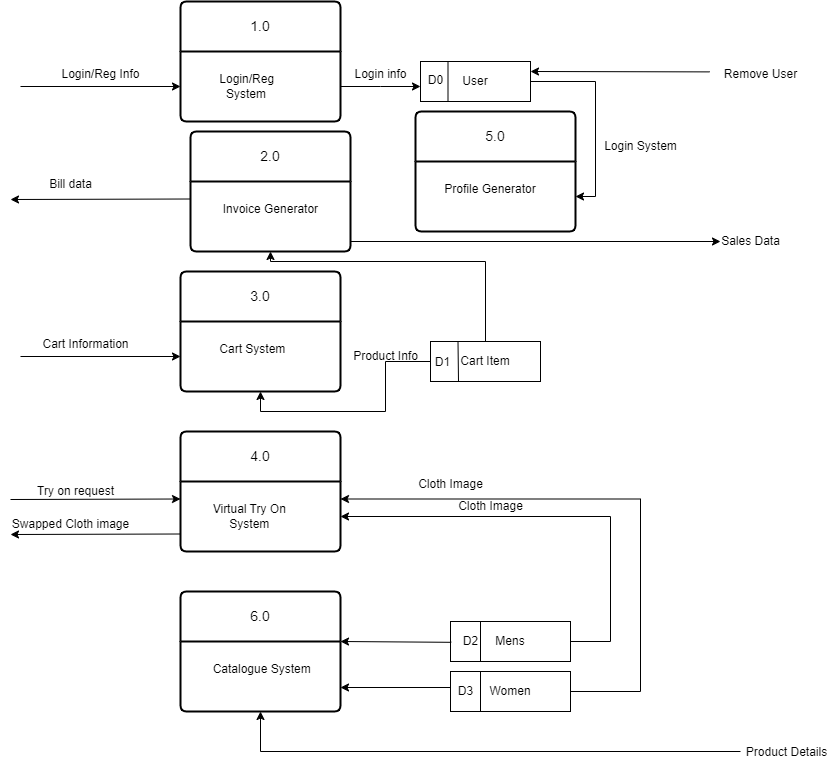 1.0
Login/Reg Info
Login/Reg
System
Login info
D0
User
Remove User
5.0
Login System
Profile Generator
2.0
Bill data
Invoice Generator
Sales Data
3.0
Cart Information
Cart System
Product Info
D1
Cart Item
4.0
Try on request
Virtual Try On
System
Swapped Cloth image
Cloth Image
Cloth Image
6.0
Catalogue System
D2
Mens
D3
Women
Product Details